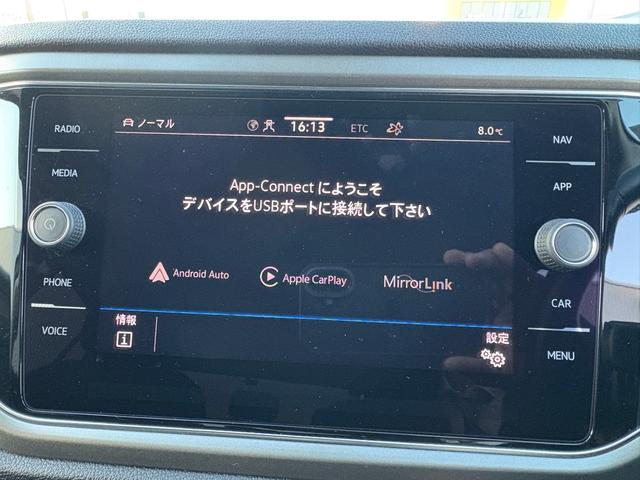 RADIO
MEDIA
PHONE
VOICE
ノーマル
16:13
ETC
8.0℃
App-Connect にようこそ
デバイスをUSBポートに接続して下さい
Android Auto
Apple CarPlay
MirrorLink
情報
設定
NAV
APP
CAR
MENU